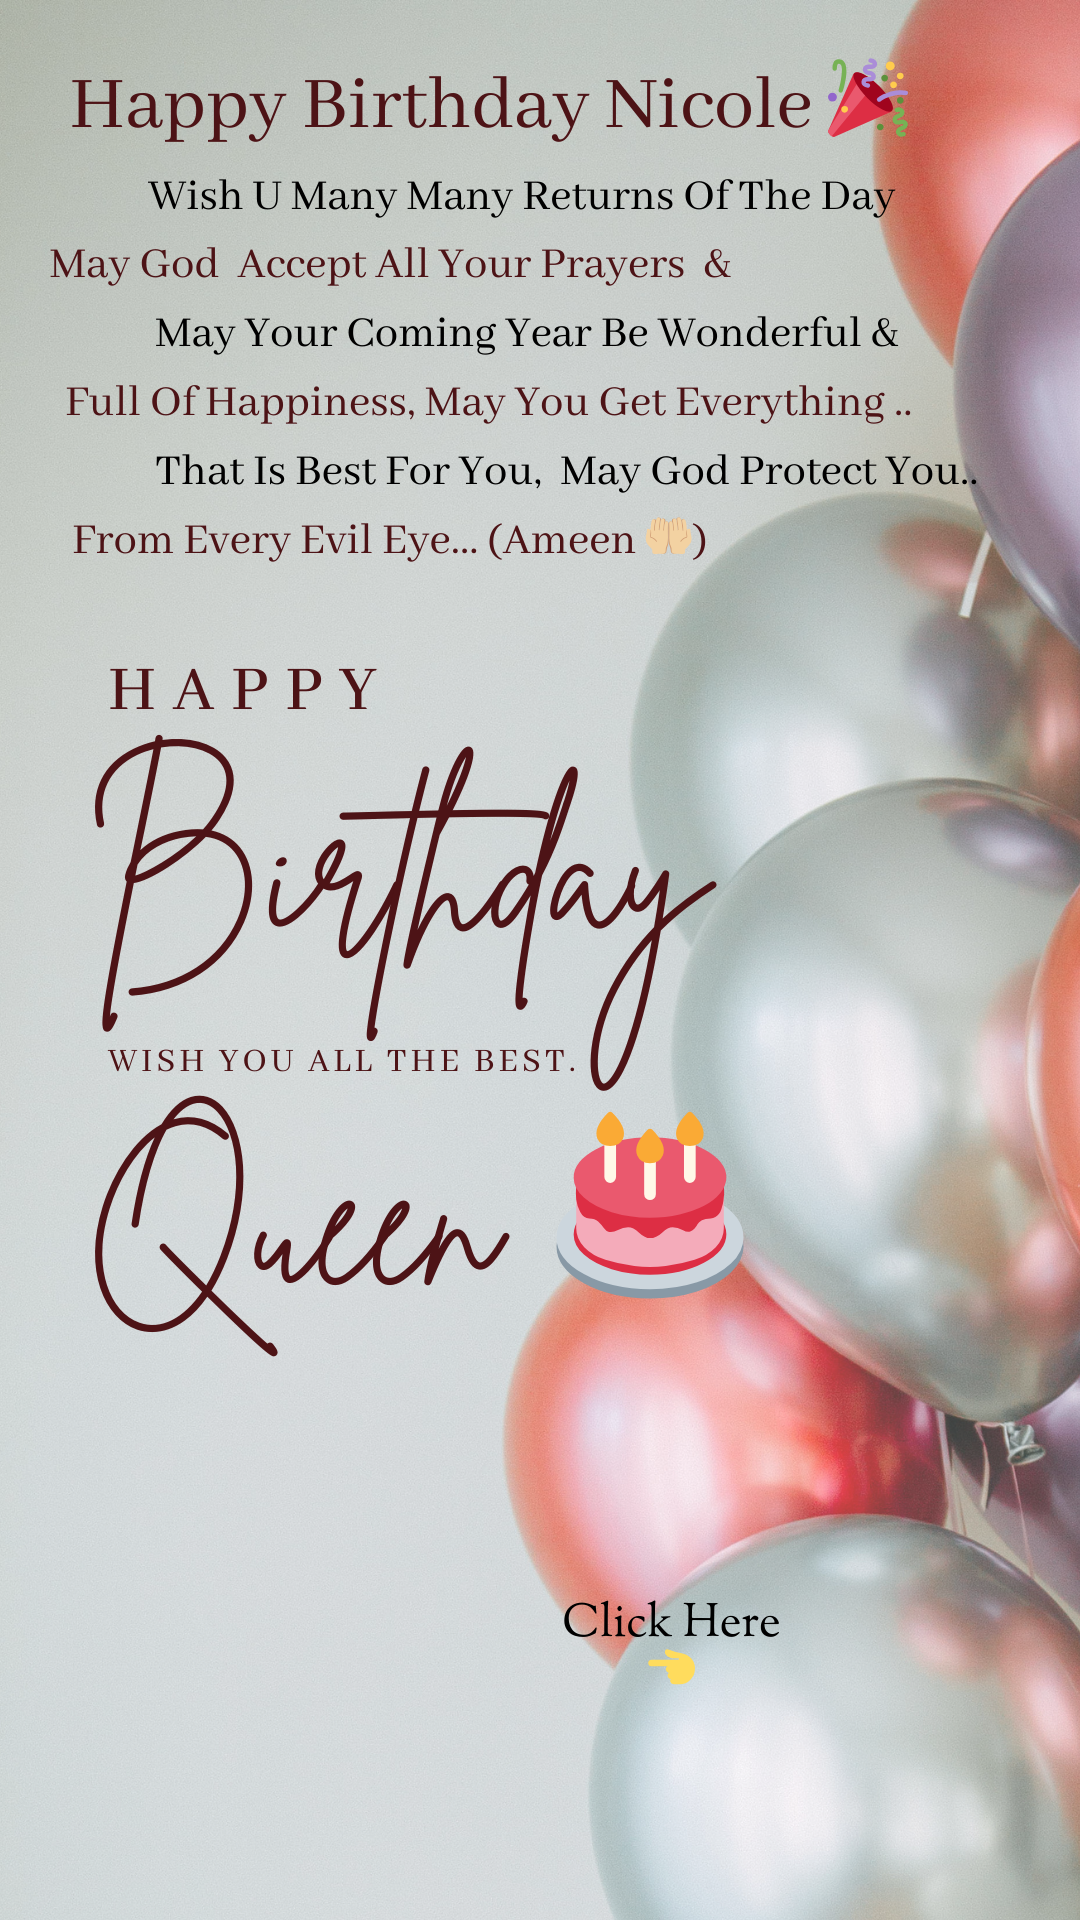 Happy Birthday Nicole 🎉
Wish U Many Many Returns Of The Day
May God Accept All Your Prayers &
May Your Coming Year Be Wonderful &
Full Of Happiness, May You Get Everything ..
That Is Best For You, May God Protect You..
From Every Evil Eye... (Ameen 🤲🏼)
HAPPY
Birthday
WISH YOU ALL THE BEST.
Queen 🎂
Click Here
👈